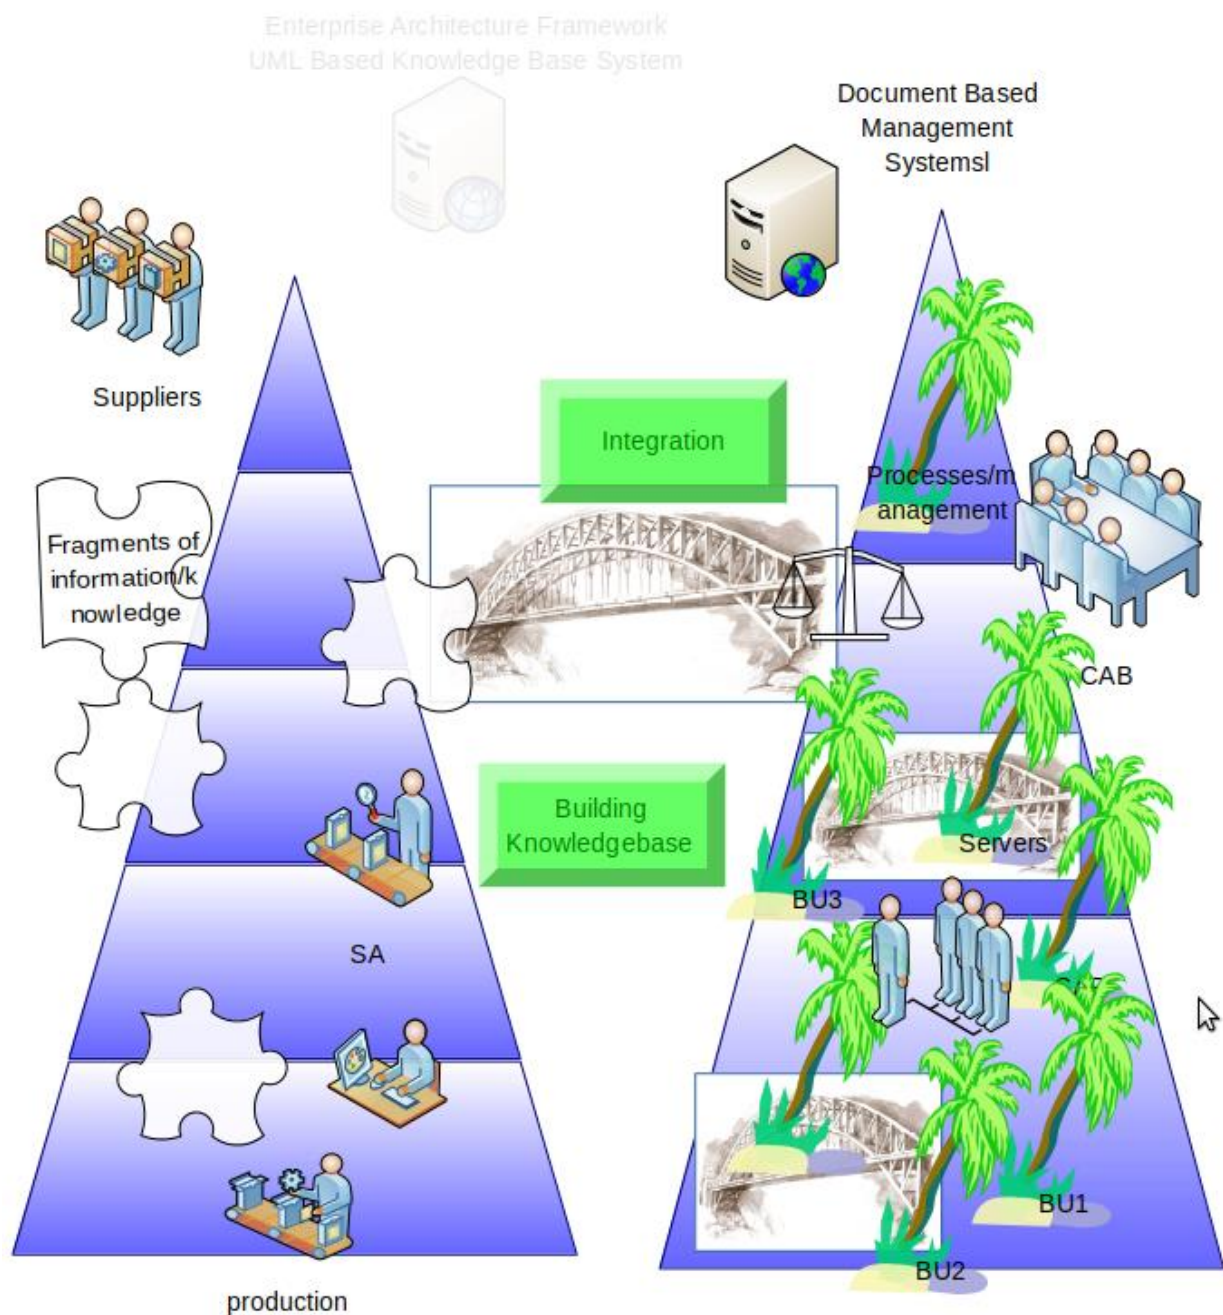 Enterprise Architecture Framework
UML Based Knowledge Base System
Document Based
Management
Systemsl
Suppliers
Integration
Processes/m
anagement
Fragments of
information/k
nowledge
CAB
Building
Knowledgebase
Servers
BU3
SA
BU1
BU2
production